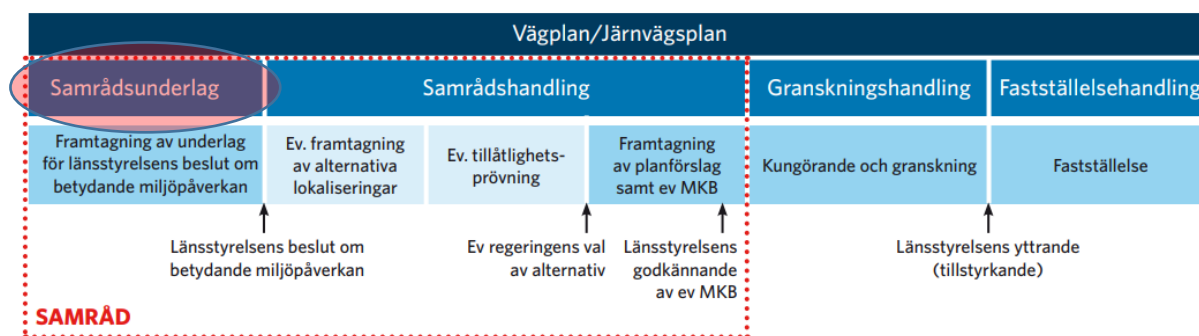 Vägplan/Järnvägsplan
Samrådsunderlag
Samrådshandling
Granskningshandling
Fastställelsehandling
Framtagning av underlag
för länsstyrelsens beslut om
betydande miljöpåverkan
Ev. framtagning
av alternativa
lokaliseringar
Ev. tillåtlighets-
prövning
Framtagning
av planförslag
samt ev MKB
Kungörande och granskning
Fastställelse
Länsstyrelsens beslut om
betydande miljöpåverkan
Ev regeringens val
av alternativ
Länsstyrelsens
godkännande
av ev MKB
Länsstyrelsens yttrande
(tillstyrkande)
SAMRÅD